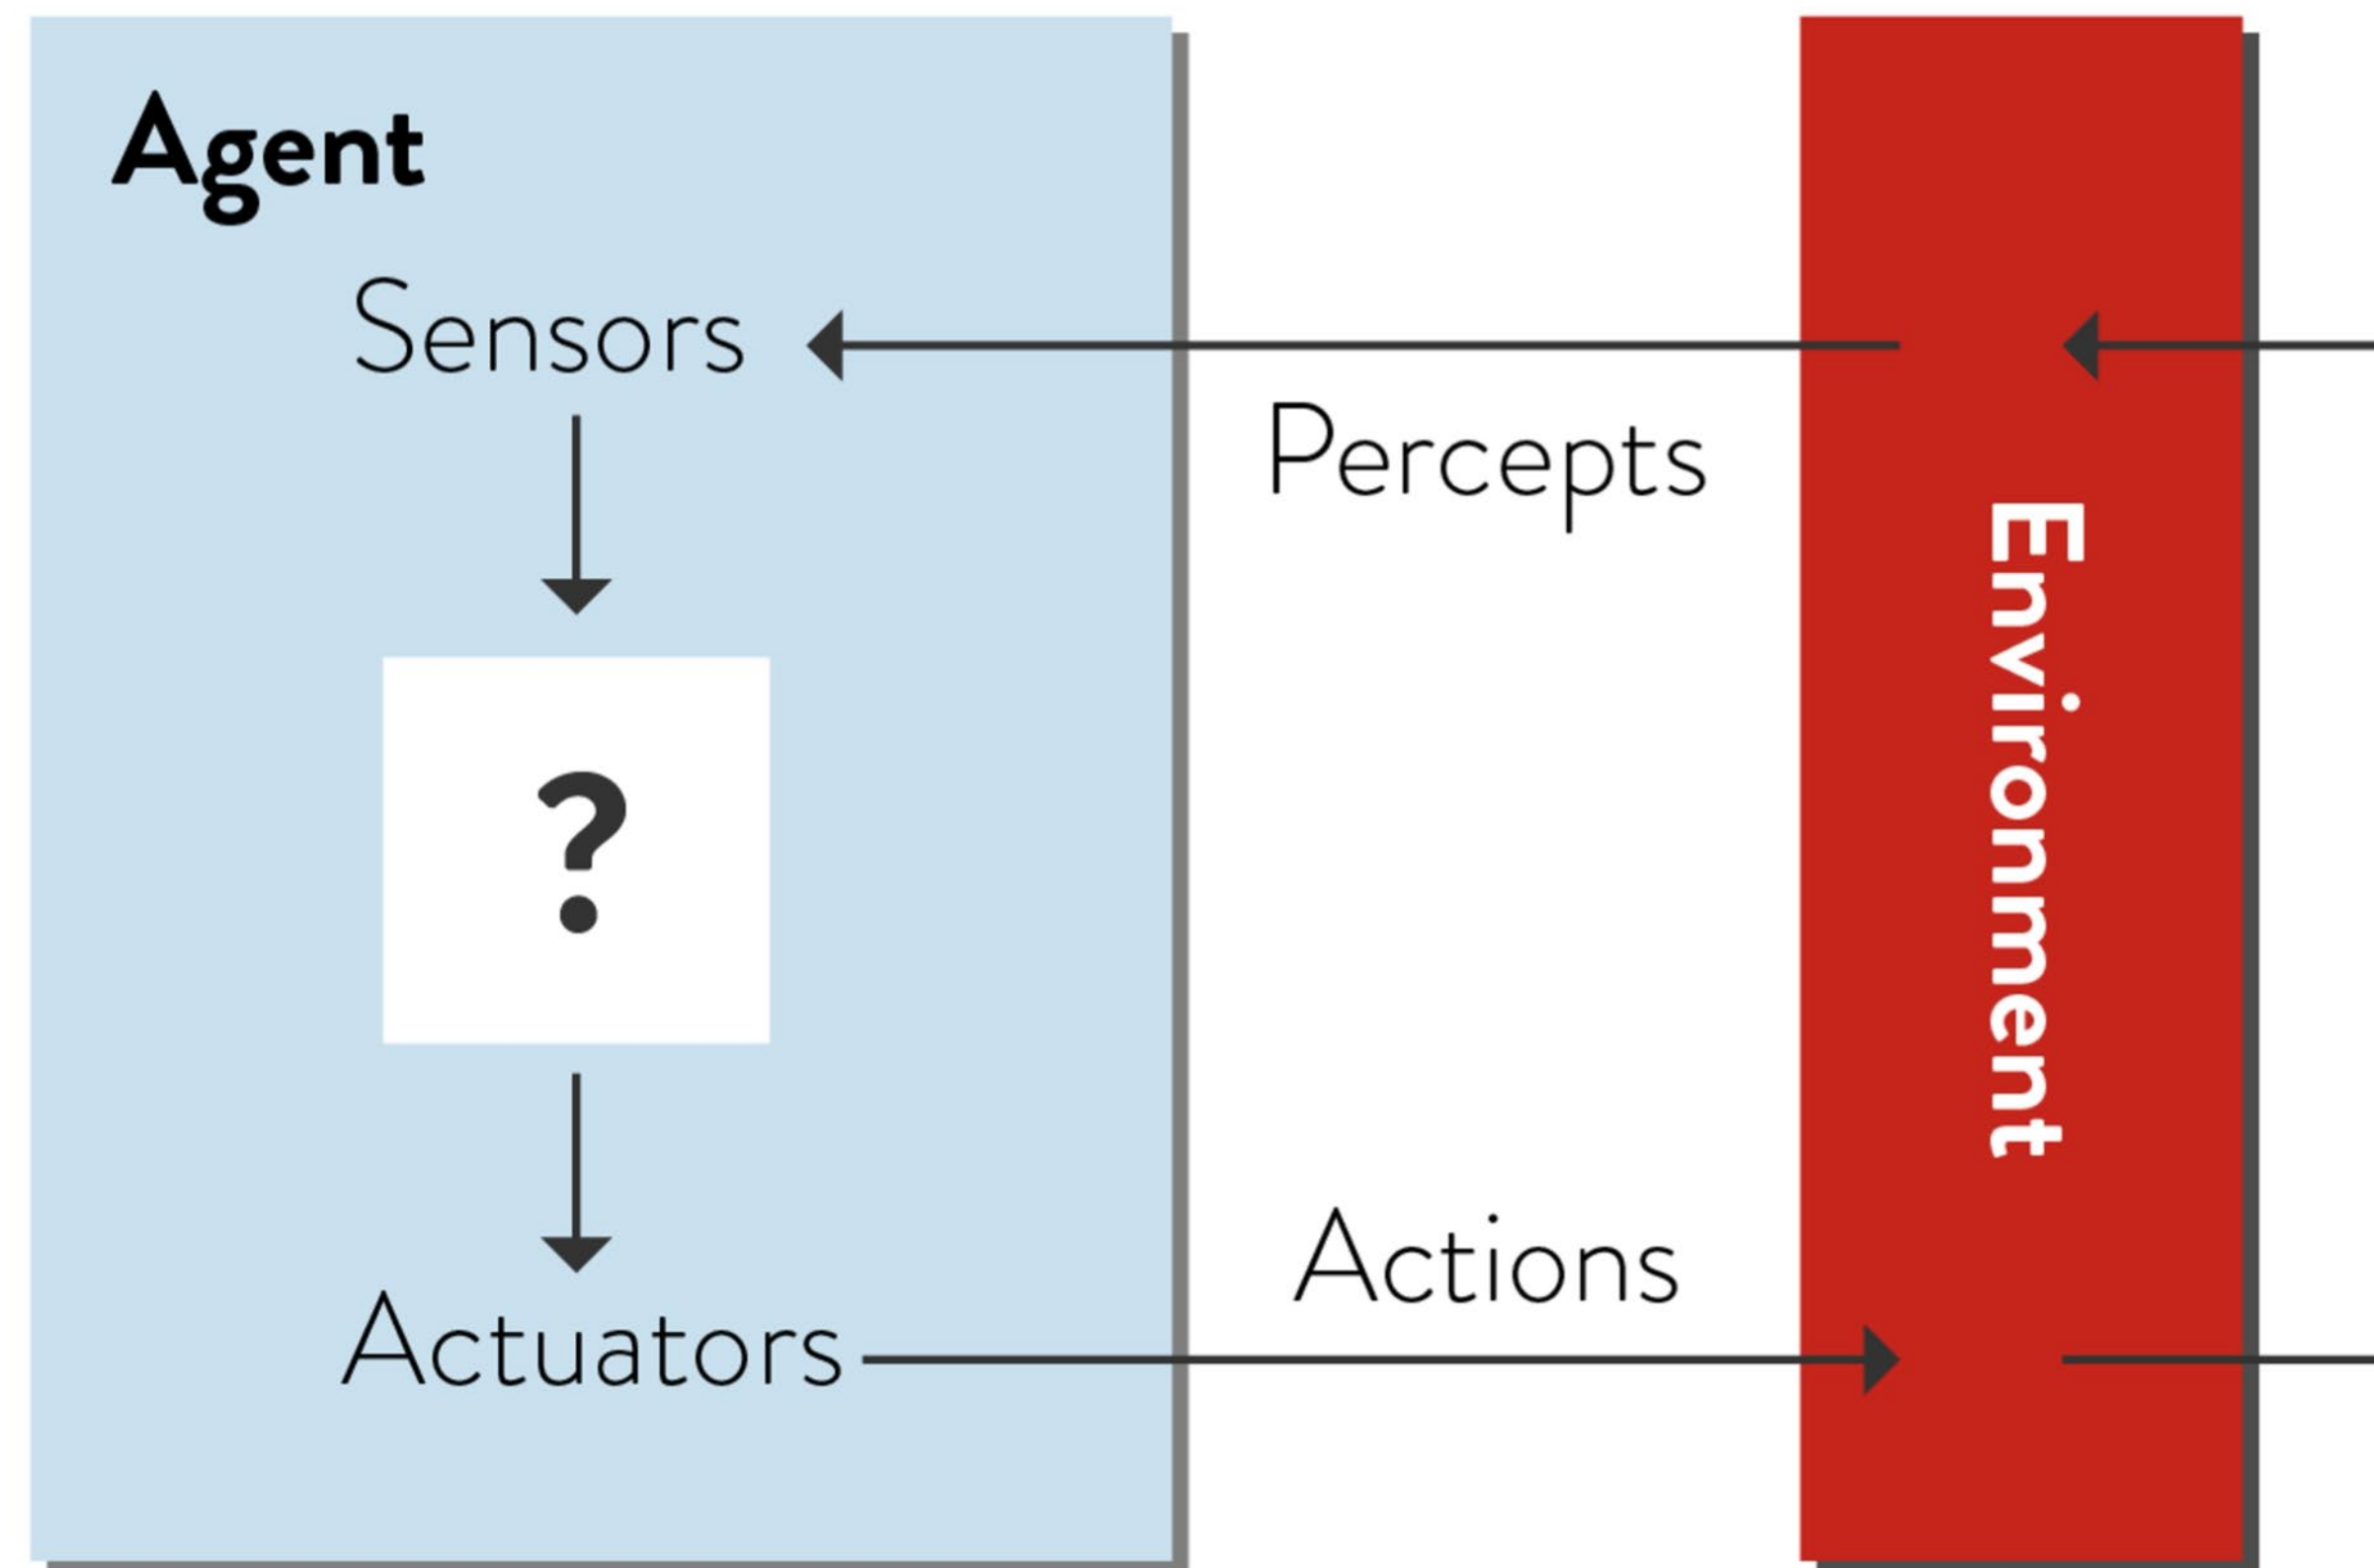 Agent
Sensors
Percepts
?
Environment
Actions
Actuators